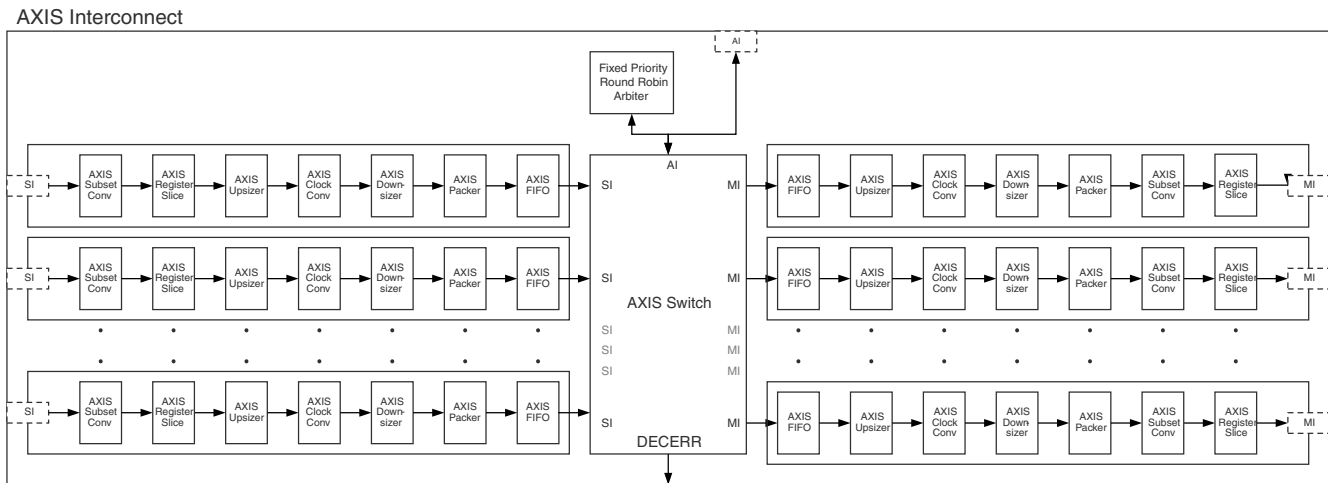 AXIS Interconnect
AI
Fixed Priority
Round Robin
Arbiter
SI
AXIS
Subset
Conv
AXIS
Register
Slice
AXIS
Upsizer
AXIS
Clock
Conv
AXIS
Down-
sizer
AXIS
Packer
AXIS
FIFO
AI
SI
MI
AXIS
FIFO
AXIS
Upsizer
AXIS
Clock
Conv
AXIS
Down-
sizer
AXIS
Packer
AXIS
Subset
Conv
AXIS
Register
Slice
MI
SI
AXIS
Subset
Conv
AXIS
Register
Slice
AXIS
Upsizer
AXIS
Clock
Conv
AXIS
Down-
sizer
AXIS
Packer
AXIS
FIFO
SI
MI
AXIS
FIFO
AXIS
Upsizer
AXIS
Clock
Conv
AXIS
Down-
sizer
AXIS
Packer
AXIS
Subset
Conv
AXIS
Register
Slice
MI
AXIS Switch
SI
MI
SI
MI
SI
MI
SI
AXIS
Subset
Conv
AXIS
Register
Slice
AXIS
Upsizer
AXIS
Clock
Conv
AXIS
Down-
sizer
AXIS
Packer
AXIS
FIFO
SI
MI
AXIS
FIFO
AXIS
Upsizer
AXIS
Clock
Conv
AXIS
Down-
sizer
AXIS
Packer
AXIS
Subset
Conv
AXIS
Register
Slice
MI
DECERR